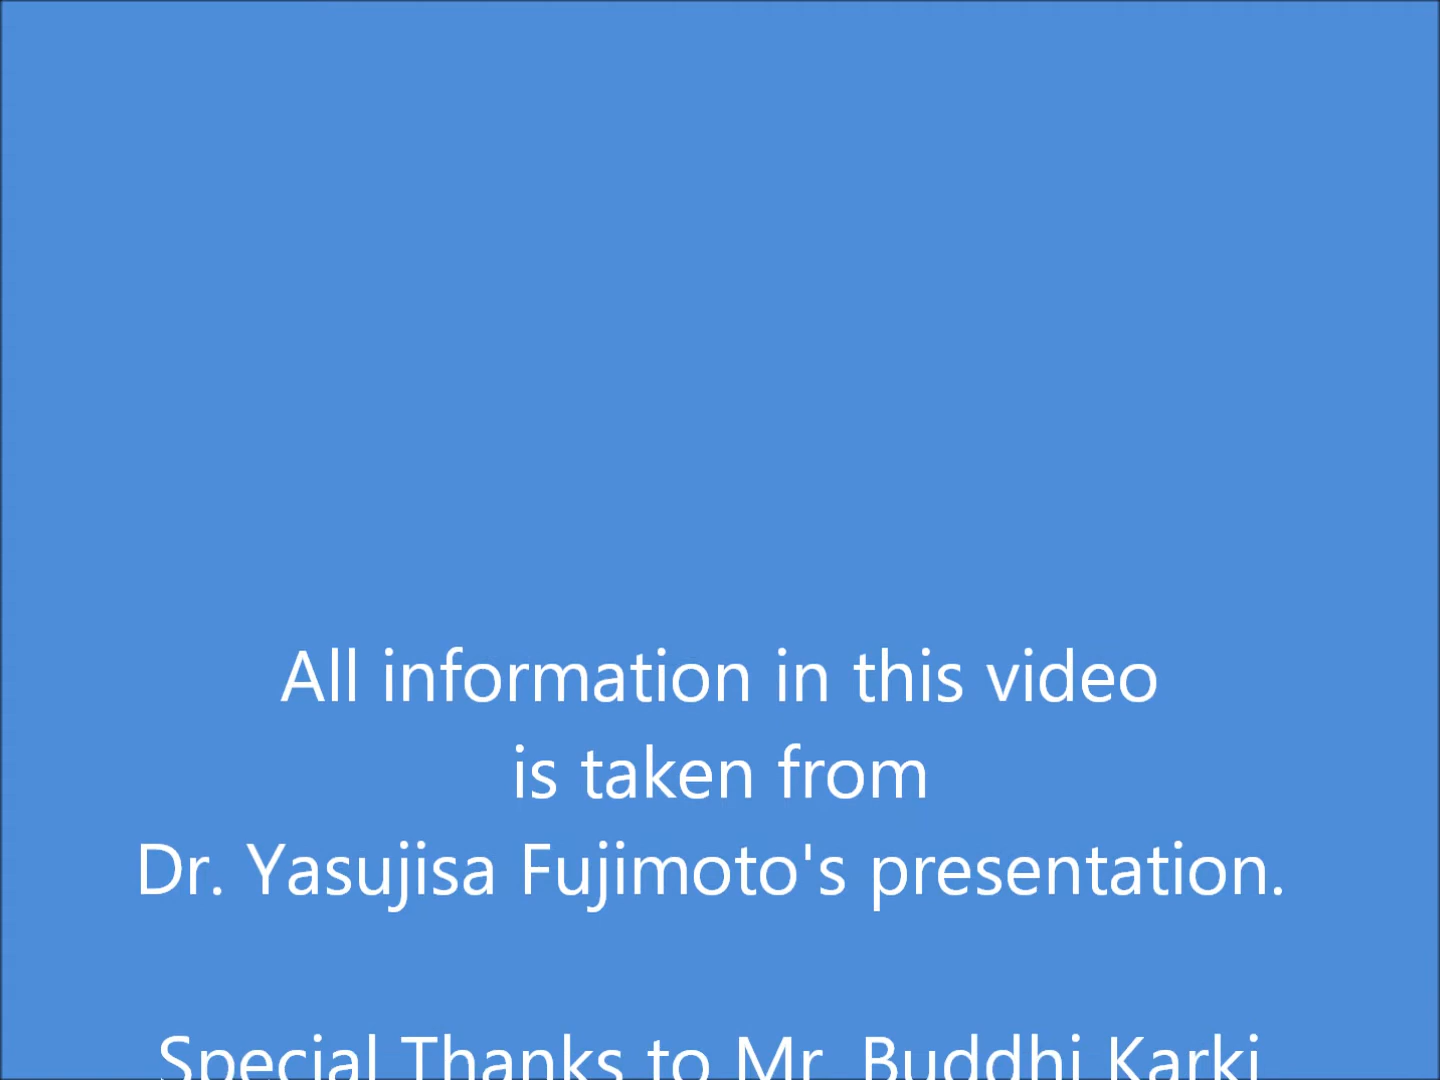 All information in this video
is taken from
Dr. Yasujisa Fujimoto's presentation.
Special Thanks to Mr. Buddhi Karki